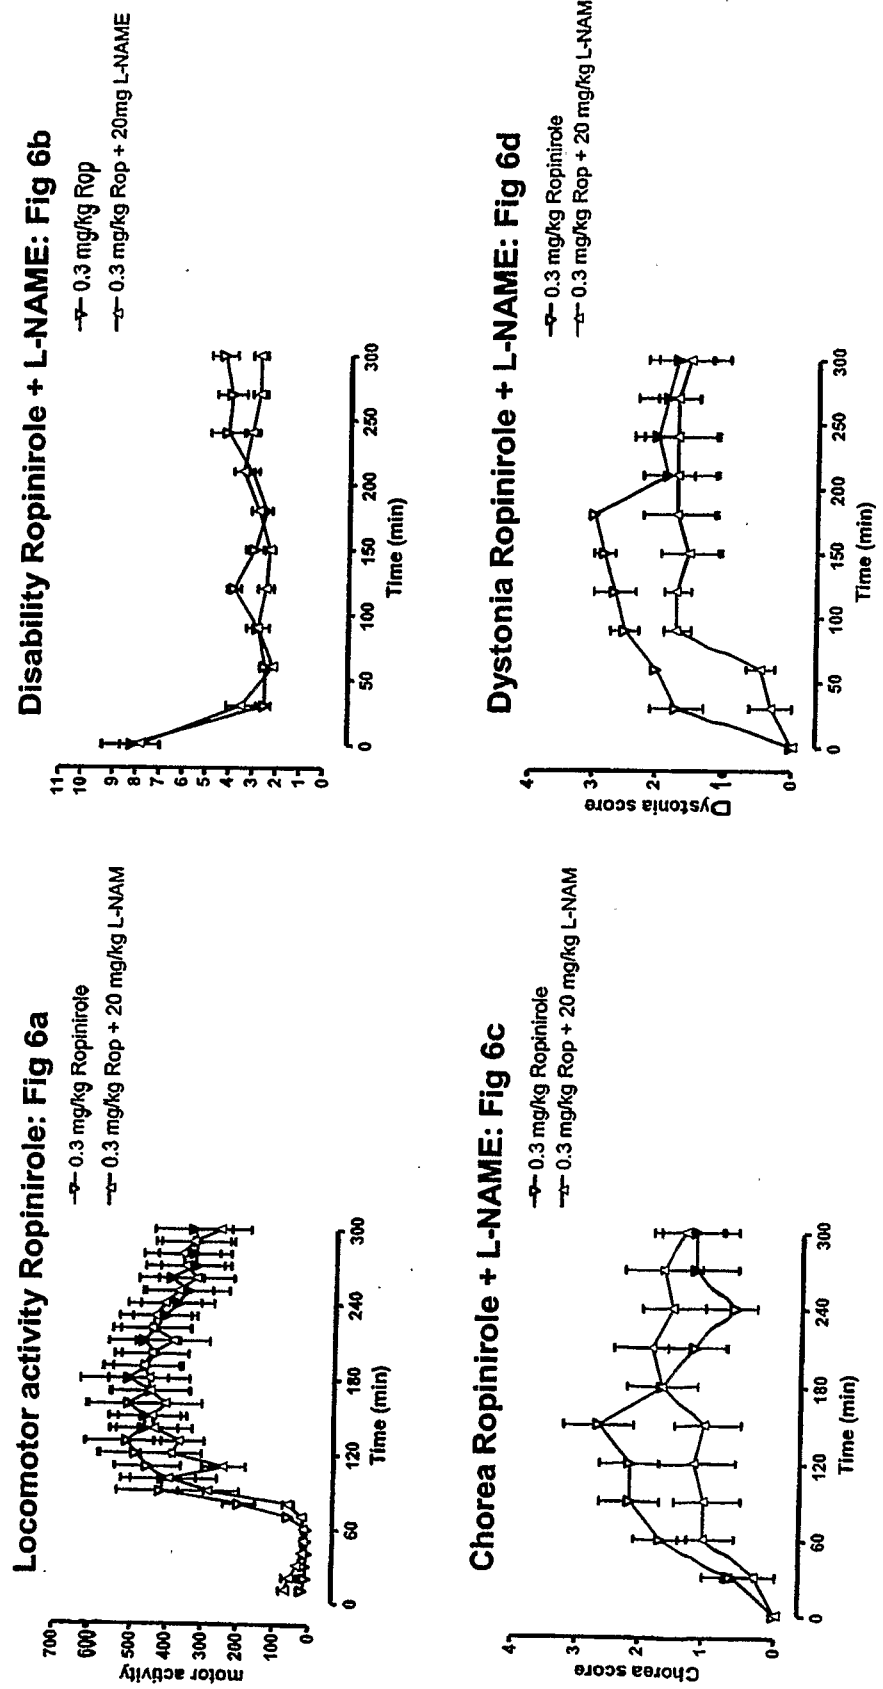 Locomotor activity Ropinirole: Fig 6a
0.3 mg/kg Ropinirole
0.3 mg/kg Rop + 20 mg/kg L-NAM
motor activity
700
600
500
400
300
200
100
0
0
60
120
180
240
300
Time (min)
Disability Ropinirole + L-NAME: Fig 6b
0.3 mg/kg Rop
0.3 mg/kg Rop + 20mg L-NAME
11
10
9
8
7
6
5
4
3
2
1
0
0
50
100
150
200
250
300
Time (min)
Chorea Ropinirole + L-NAME: Fig 6c
0.3 mg/kg Ropinirole
0.3 mg/kg Rop + 20 mg/kg L-NAM
Chorea score
4
3
2
1
0
0
60
120
180
240
300
Time (min)
Dystonia Ropinirole + L-NAME: Fig 6d
0.3 mg/kg Ropinirole
0.3 mg/kg Rop + 20 mg/kg L-NAM
Dystonia score
4
3
2
1
0
0
50
100
150
200
250
300
Time (min)